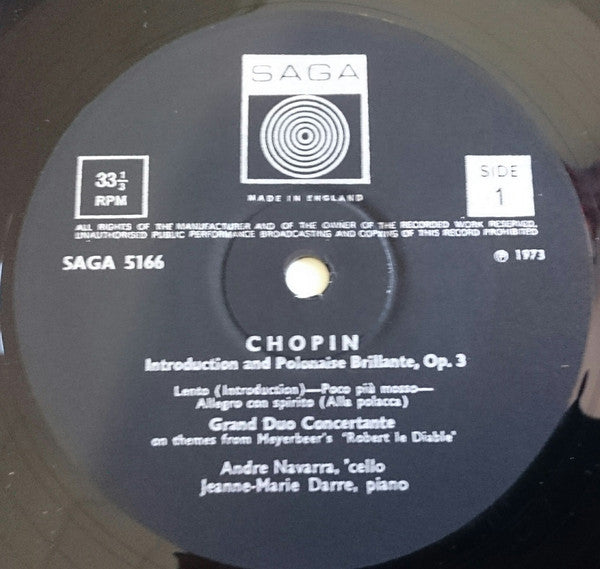 SAGA
33 1/3
RPM
MADE IN ENGLAND
SIDE
1
ALL RIGHTS OF THE MANUFACTURER AND OF THE OWNER OF THE RECORDED WORK RESERVED.
UNAUTHORISED PUBLIC PERFORMANCE BROADCASTING AND COPYING OF THIS RECORD PROHIBITED
SAGA 5166
℗ 1973
CHOPIN
Introduction and Polonaise Brillante, Op. 3
Lento (Introduction)—Poco più mosso—
Allegro con spirito (Alla polacca)
Grand Duo Concertante
on themes from Meyerbeer's "Robert le Diable"
Andre Navarra, 'cello
Jeanne-Marie Darre, piano